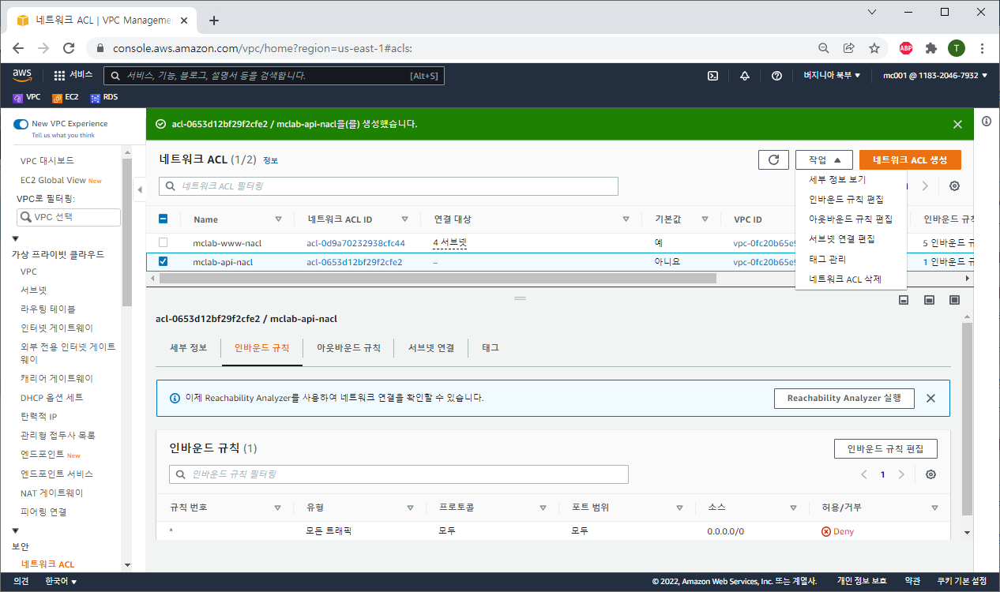 네트워크 ACL | VPC Manageme
console.aws.amazon.com/vpc/home?region=us-east-1#acls:
ABP
T
aws
서비스
서비스, 기능, 블로그, 설명서 등을 검색합니다.
[Alt+S]
버지니아 북부 ▼
mc001 @ 1183-2046-7932 ▼
VPC
EC2
RDS
New VPC Experience
Tell us what you think
VPC 대시보드
EC2 Global View New
VPC로 필터링:
VPC 선택
가상 프라이빗 클라우드
VPC
서브넷
라우팅 테이블
인터넷 게이트웨이
외부 전용 인터넷 게이트
웨이
캐리어 게이트웨이
DHCP 옵션 세트
탄력적 IP
관리형 접두사 목록
엔드포인트 New
엔드포인트 서비스
NAT 게이트웨이
피어링 연결
보안
네트워크 ACL
acl-0653d12bf29f2cfe2 / mclab-api-nacl을(를) 생성했습니다.
네트워크 ACL (1/2) 정보
작업 ▲
네트워크 ACL 생성
네트워크 ACL 필터링
세부 정보 보기
인바운드 규칙 편집
아웃바운드 규칙 편집
서브넷 연결 편집
태그 관리
네트워크 ACL 삭제
Name
네트워크 ACL ID
연결 대상
기본값
VPC ID
인바운드 규칙
mclab-www-nacl
acl-0d9a70232938cfc44
4 서브넷
예
vpc-0fc20b65e9
5 인바운드 규
mclab-api-nacl
acl-0653d12bf29f2cfe2
–
아니요
vpc-0fc20b65e9
1 인바운드 규
acl-0653d12bf29f2cfe2 / mclab-api-nacl
세부 정보
인바운드 규칙
아웃바운드 규칙
서브넷 연결
태그
이제 Reachability Analyzer를 사용하여 네트워크 연결을 확인할 수 있습니다.
Reachability Analyzer 실행
인바운드 규칙 (1)
인바운드 규칙 편집
인바운드 규칙 필터링
1
규칙 번호
유형
프로토콜
포트 범위
소스
허용/거부
*
모든 트래픽
모두
모두
0.0.0.0/0
Deny
의견
한국어 ▼
© 2022, Amazon Web Services, Inc. 또는 계열사.
개인 정보 보호
약관
쿠키 기본 설정